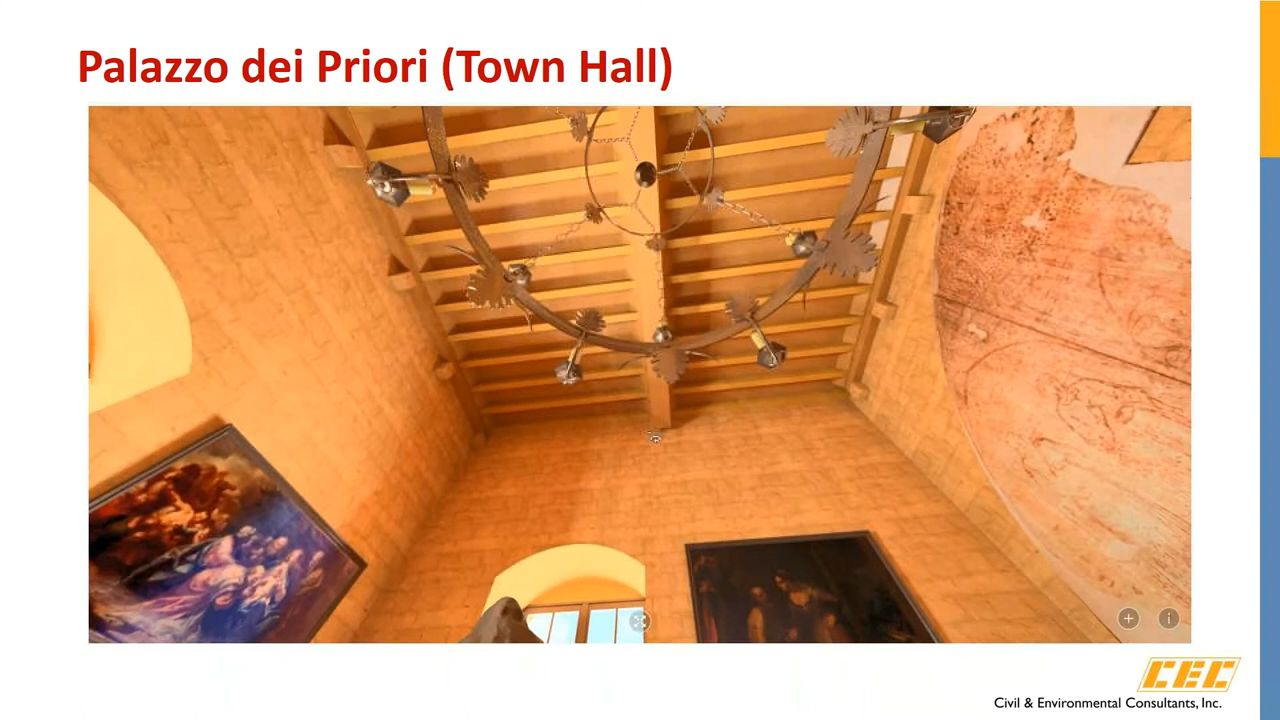 Palazzo dei Priori (Town Hall)
CEC
Civil & Environmental Consultants, Inc.